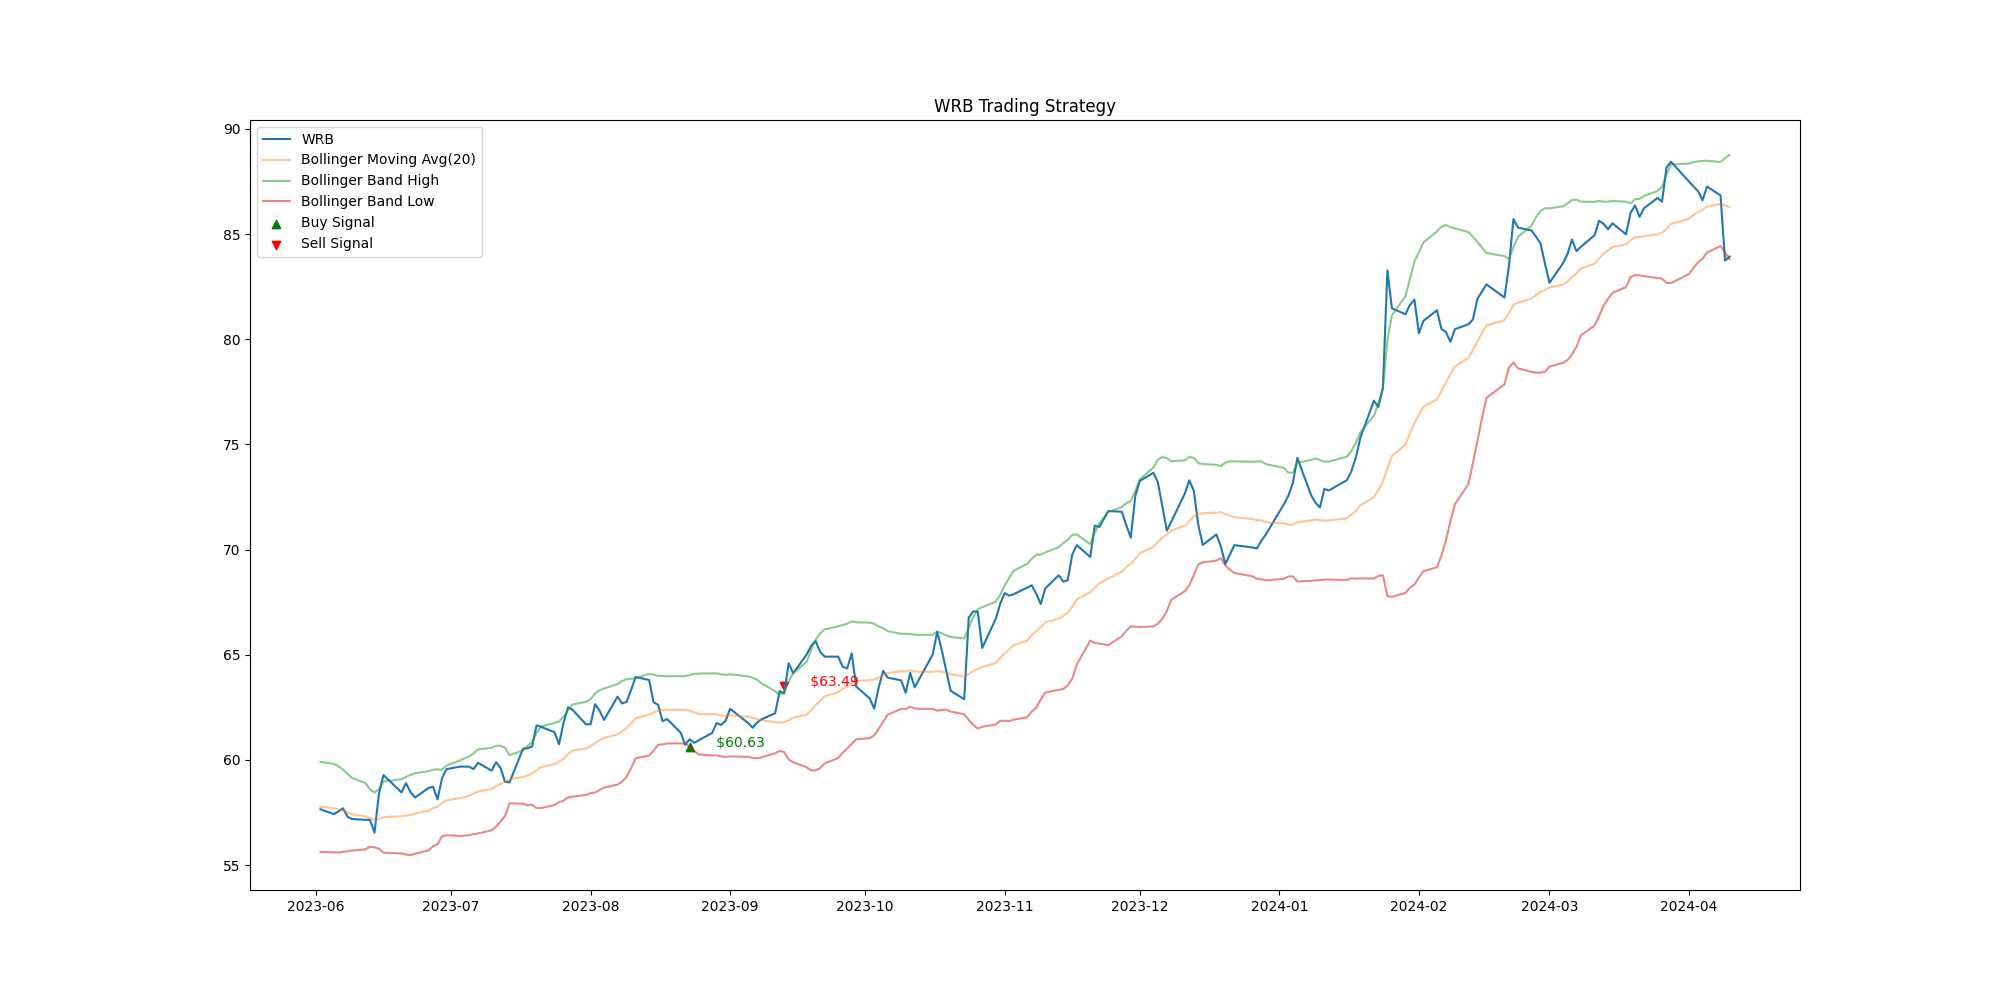 WRB Trading Strategy
90
85
80
75
70
65
60
55
WRB
Bollinger Moving Avg(20)
Bollinger Band High
Bollinger Band Low
Buy Signal
Sell Signal
$63.49
$60.63
2023-06 2023-07 2023-08 2023-09 2023-10 2023-11 2023-12 2024-01 2024-02 2024-03 2024-04